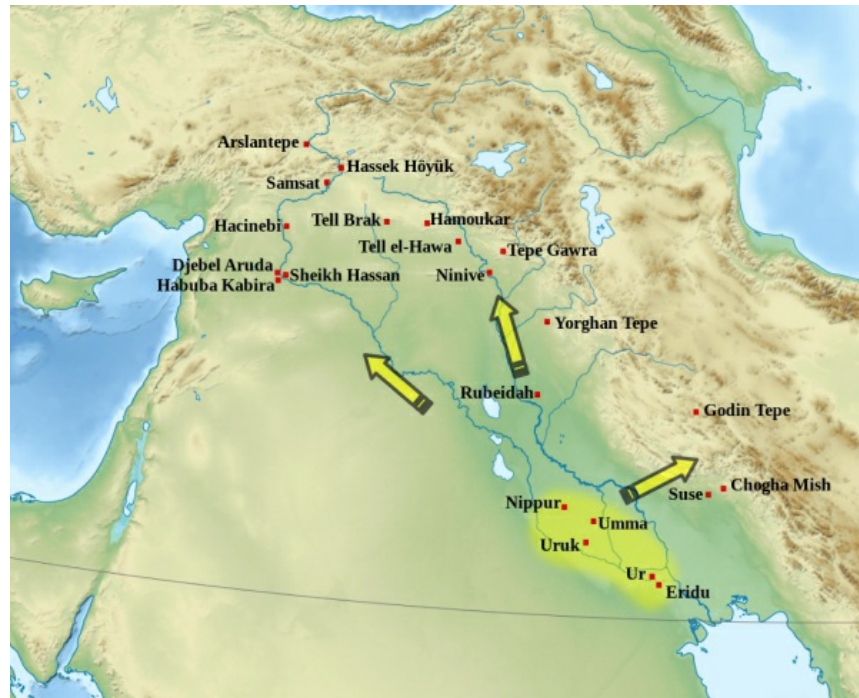 Arslantepe
Hassek Höyük
Samsat
Hacinebi
Tell Brak
Hamoukar
Tell el-Hawa
Tepe Gawra
Djebel Aruda
Sheikh Hassan
Ninive
Habuba Kabira
Yorghan Tepe
Rubeidah
Godin Tepe
Chogha Mish
Suse
Nippur
Umma
Uruk
Ur
Eridu